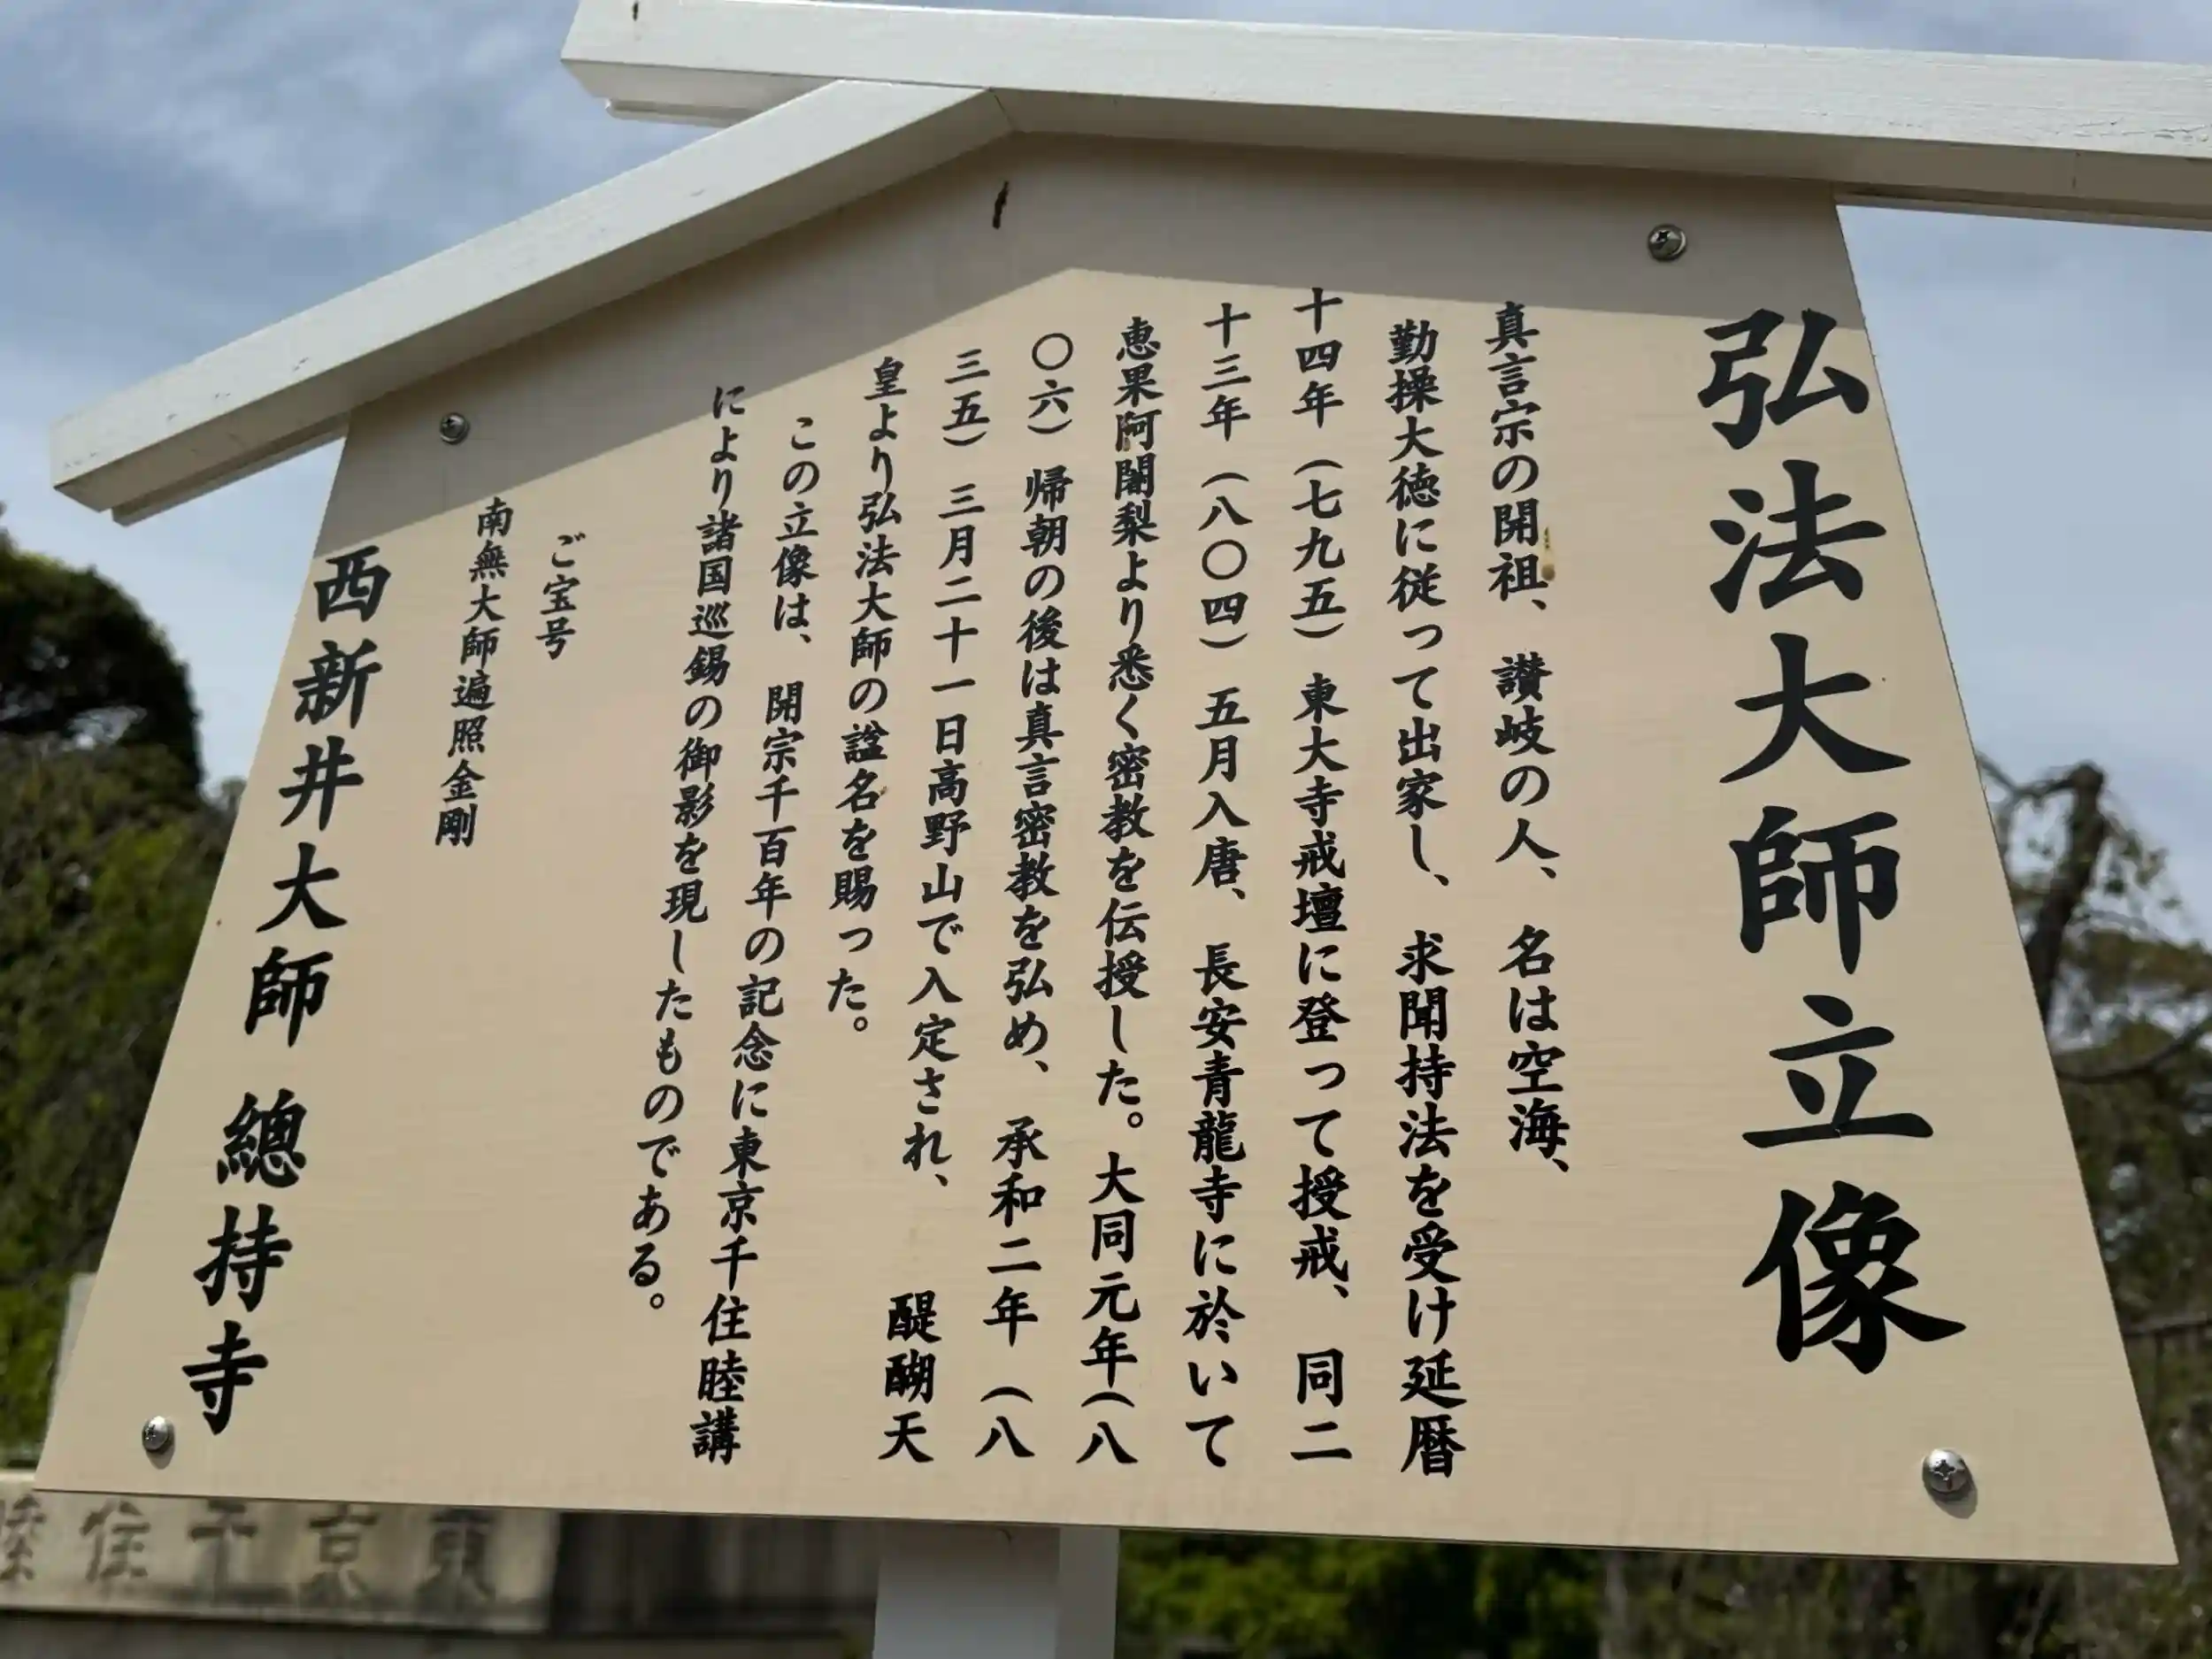 弘法大師立像
真言宗の開祖、讃岐の人、名は空海、
勤操大徳に従って出家し、求聞持法を受け延暦
十四年（七九五）東大寺戒壇に登って授戒、同二
十三年（八〇四）五月入唐、長安青龍寺に於いて
恵果阿闍梨より悉く密教を伝授した。大同元年（八
〇六）帰朝の後は真言密教を弘め、承和二年（八
三五）三月二十一日高野山で入定され、醍醐天
皇より弘法大師の諡名を賜った。
この立像は、開宗千百年の記念に東京千住睦講
により諸国巡錫の御影を現したものである。
ご宝号
南無大師遍照金剛
西新井大師 總持寺
東京千住睦